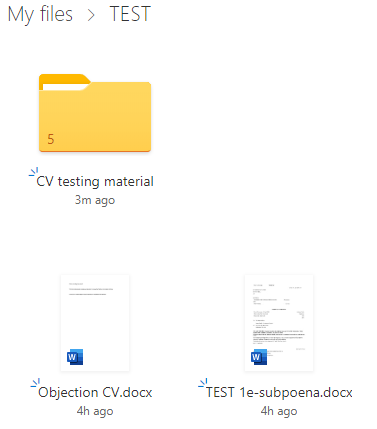 My files > TEST
5
CV testing material
3m ago
Objection CV.docx
4h ago
TEST 1e-subpoena.docx
4h ago